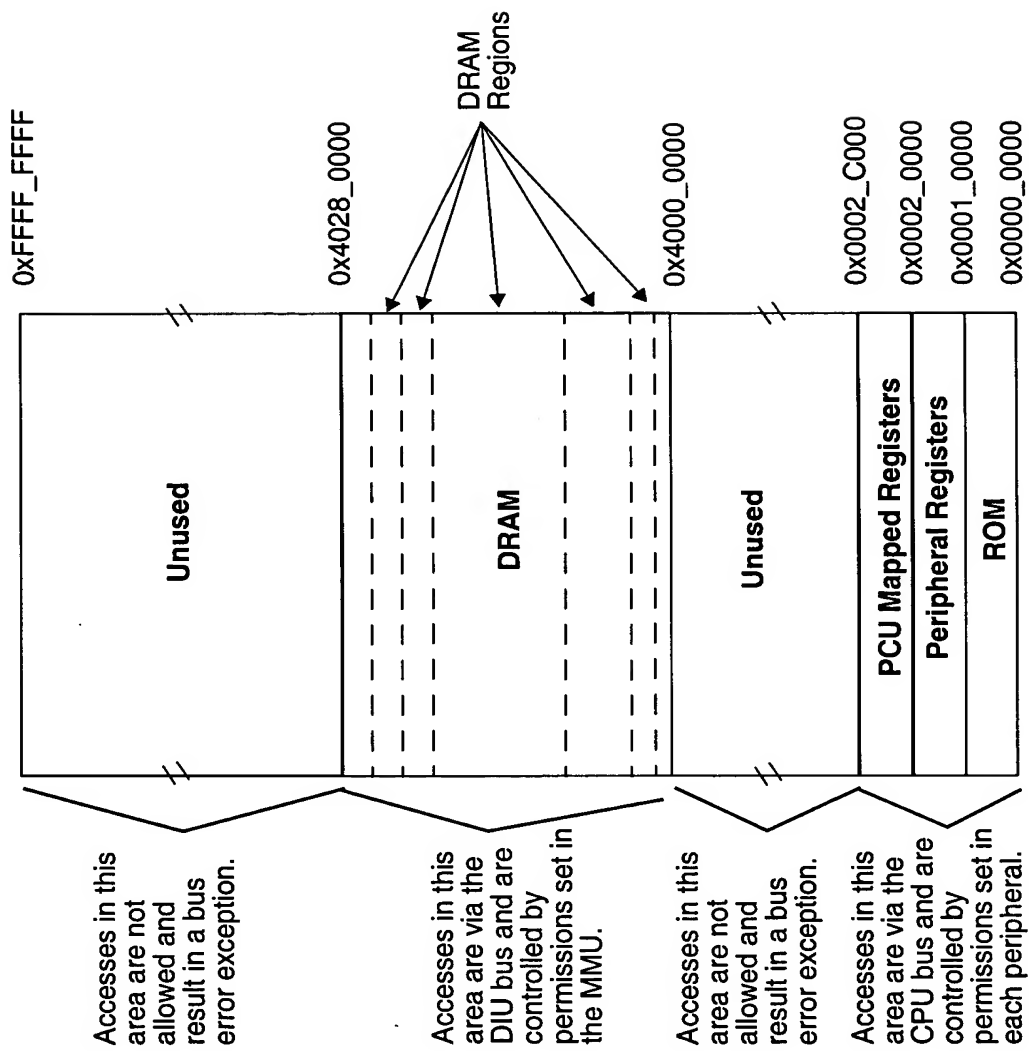 0xFFFF_FFFF
Accesses in this
area are not
allowed and
result in a bus
error exception.
Unused
0x4028_0000
Accesses in this
area are via the
DIU bus and are
controlled by
permissions set in
the MMU.
DRAM
DRAM
Regions
0x4000_0000
Accesses in this
area are not
allowed and
result in a bus
error exception.
Unused
0x0002_C000
Accesses in this
area are via the
CPU bus and are
controlled by
permissions set in
each peripheral.
PCU Mapped Registers
0x0002_0000
Peripheral Registers
0x0001_0000
ROM
0x0000_0000